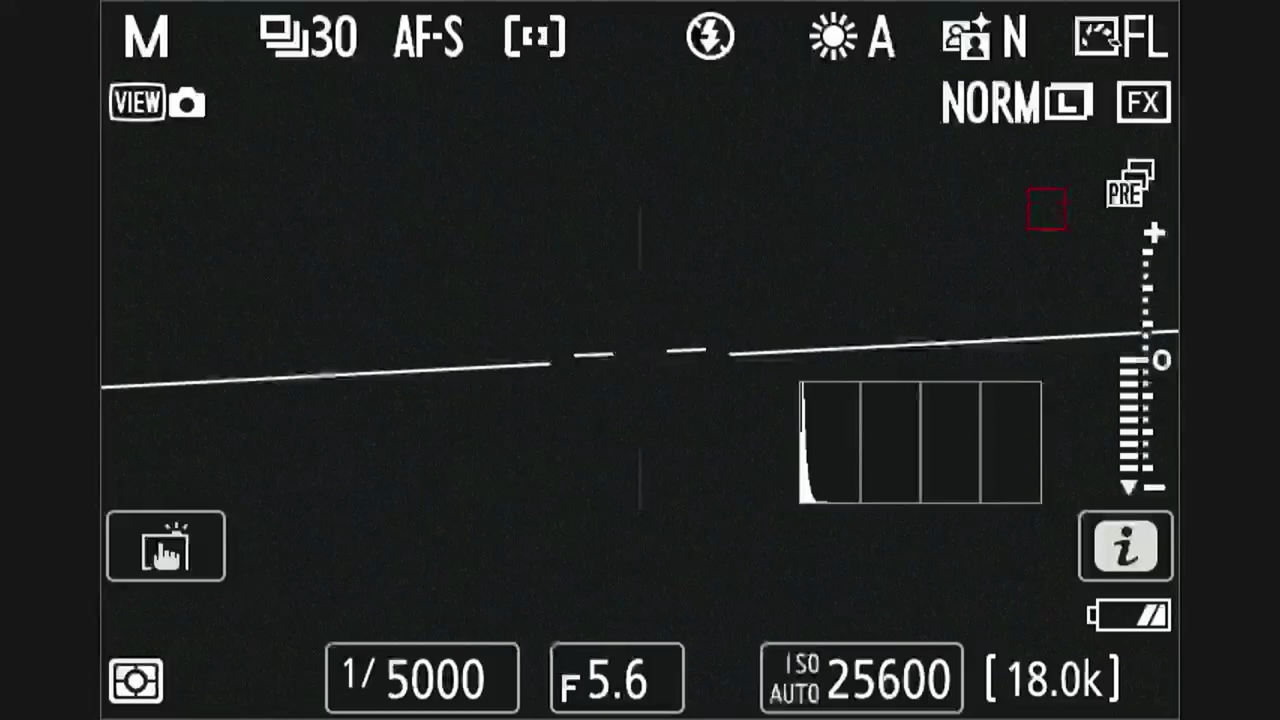 M 30 AF-S A N FL
VIEW NORM L FX
PRE
i
1/5000 F5.6 ISO AUTO 25600 [18.0k]